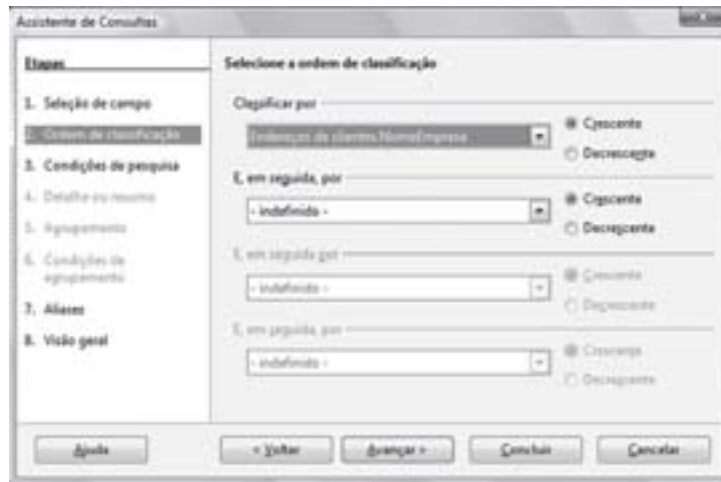 Assistente de Consultas
Etapas
1. Seleção de campo
2. Ordem de classificação
3. Condições de pesquisa
4. Detalhe ou resumo
5. Agrupamento
6. Condições de
agrupamento
7. Aliases
8. Visão geral
Selecione a ordem de classificação
Classificar por
Endereços de clientes.NomeEmpresa
Crescente
Decrescente
E, em seguida, por
- indefinido -
Crescente
Decrescente
E, em seguida por
- indefinido -
Crescente
Decrescente
E, em seguida, por
- indefinido -
Crescente
Decrescente
Ajuda
< Voltar
Avançar >
Concluir
Cancelar